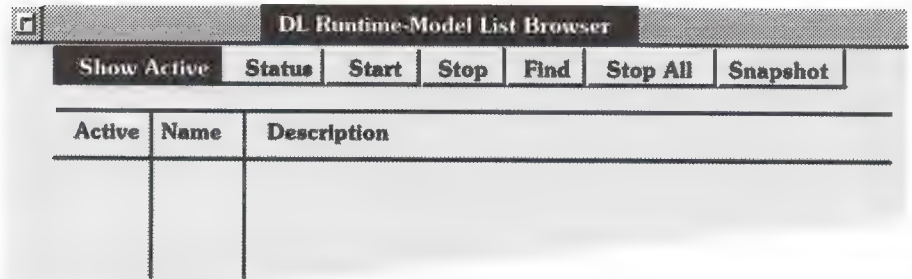 DL Runtime-Model List Browser
Show Active Status Start Stop Find Stop All Snapshot
Active Name Description